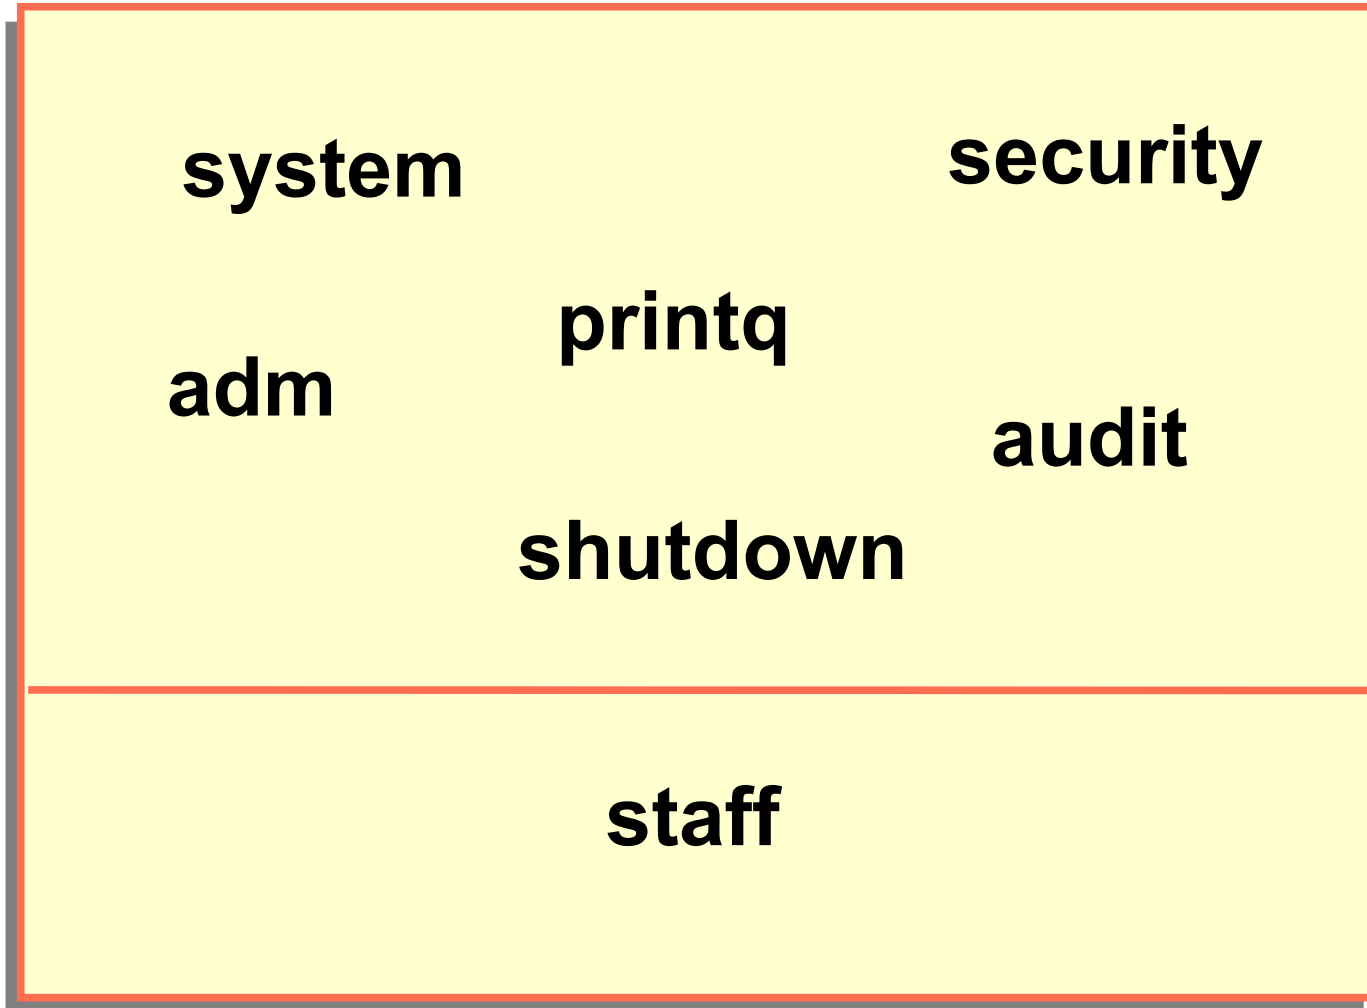 system
security
printq
adm
audit
shutdown
staff